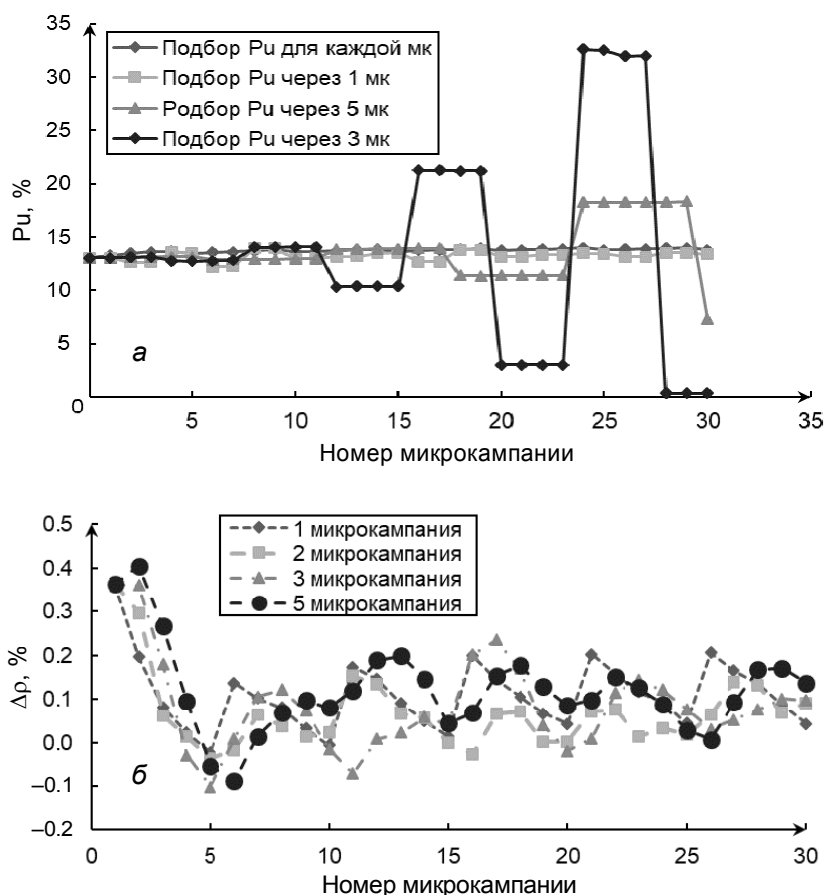 35
30
25
20
15
10
5
0
Pu, %
Подбор Pu для каждой мк
Подбор Pu через 1 мк
Pодбор Pu через 5 мк
Подбор Pu через 3 мк
а
5
10
15
20
25
30
35
Номер микрокампании
0.5
0.4
0.3
0.2
0.1
0.0
–0.1
–0.2
Δρ, %
1 микрокампания
2 микрокампания
3 микрокампания
5 микрокампания
б
0
5
10
15
20
25
30
Номер микрокампании